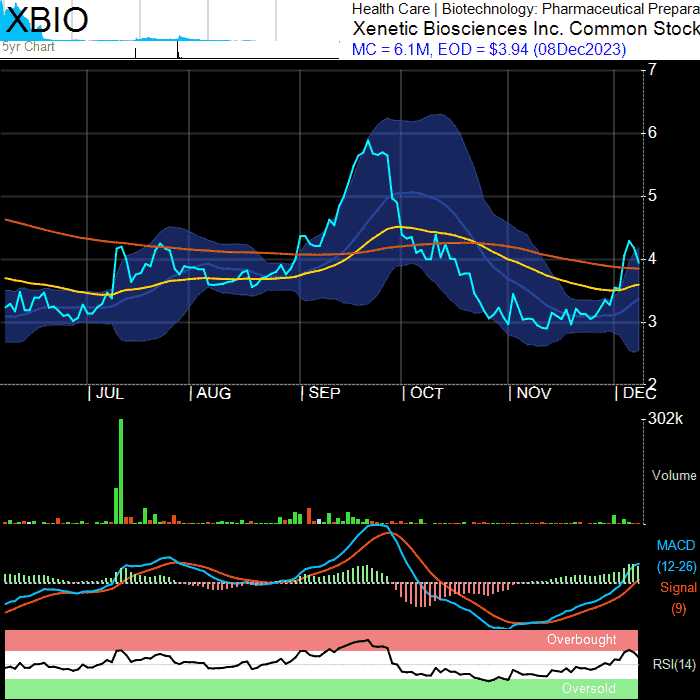 XBIO
Health Care | Biotechnology: Pharmaceutical Prepara
Xenetic Biosciences Inc. Common Stock
5yr Chart
MC = 6.1M, EOD = $3.94 (08Dec2023)
7
6
5
4
3
2
JUL
AUG
SEP
OCT
NOV
DEC
302k
Volume
MACD
(12-26)
Signal
(9)
Overbought
RSI(14)
Oversold